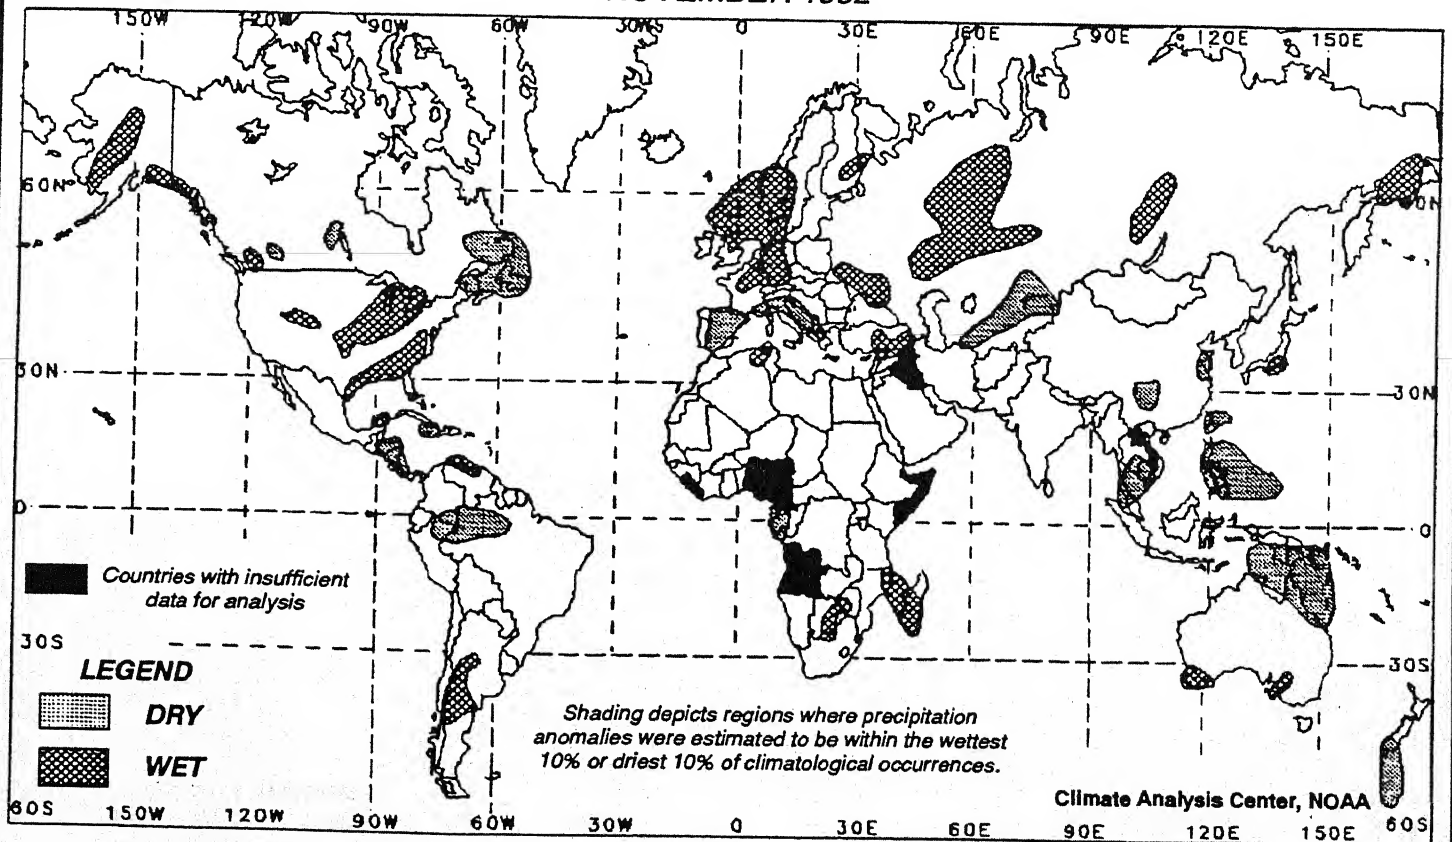 150W 120W 90W 60W 30W 0 30E 60E 90E 120E 150E
60N
30N 30N
0 0
Countries with insufficient
data for analysis
30S 30S
LEGEND
DRY
WET
Shading depicts regions where precipitation
anomalies were estimated to be within the wettest
10% or driest 10% of climatological occurrences.
Climate Analysis Center, NOAA
60S 150W 120W 90W 60W 30W 0 30E 60E 90E 120E 150E 60S